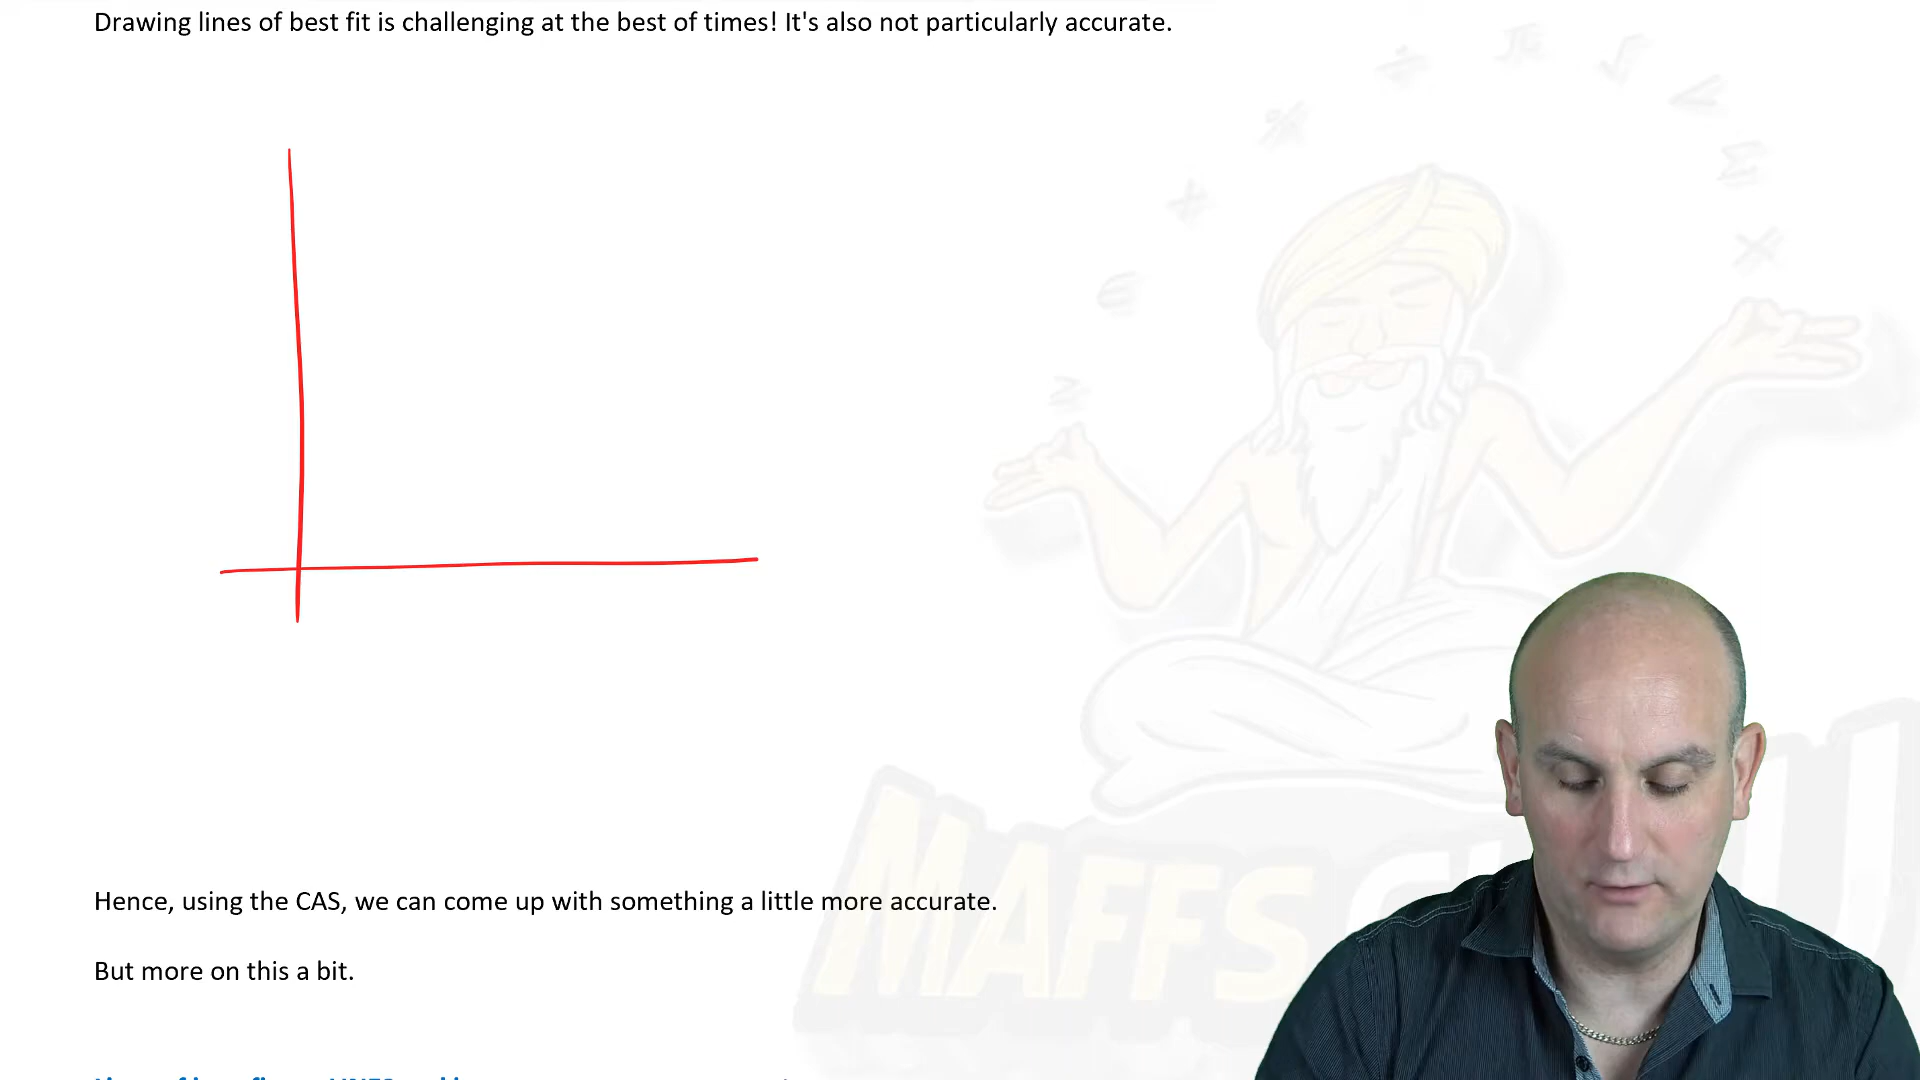 Drawing lines of best fit is challenging at the best of times! It's also not particularly accurate.
Hence, using the CAS, we can come up with something a little more accurate.
But more on this a bit.
MAFFS